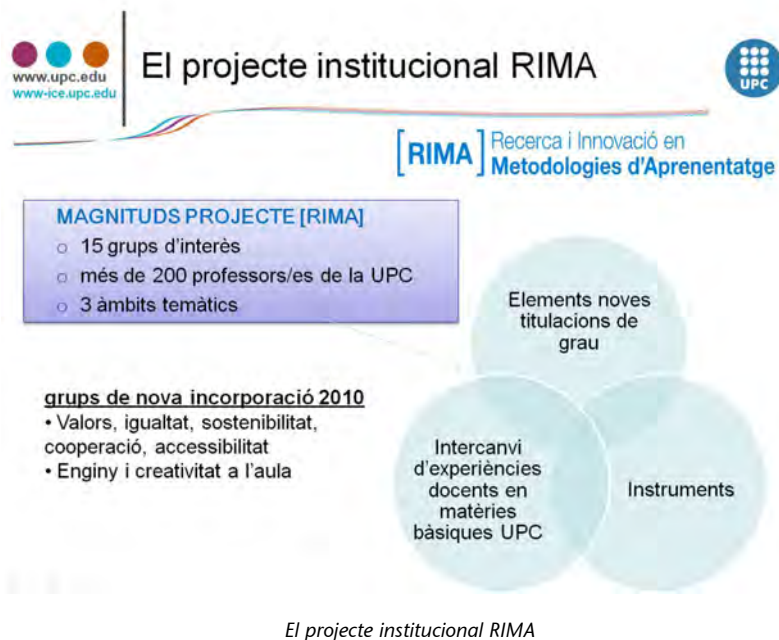 www.upc.edu
www-ice.upc.edu
El projecte institucional RIMA
UPC
[RIMA] Recerca i Innovació en
Metodologies d'Aprenentatge
MAGNITUDS PROJECTE [RIMA]
o 15 grups d'interès
o més de 200 professors/es de la UPC
o 3 àmbits temàtics
Elements noves
titulacions de
grau
grups de nova incorporació 2010
• Valors, igualtat, sostenibilitat,
cooperació, accessibilitat
• Enginy i creativitat a l'aula
Intercanvi
d'experiències
docents en
matèries
bàsiques UPC
Instruments
El projecte institucional RIMA